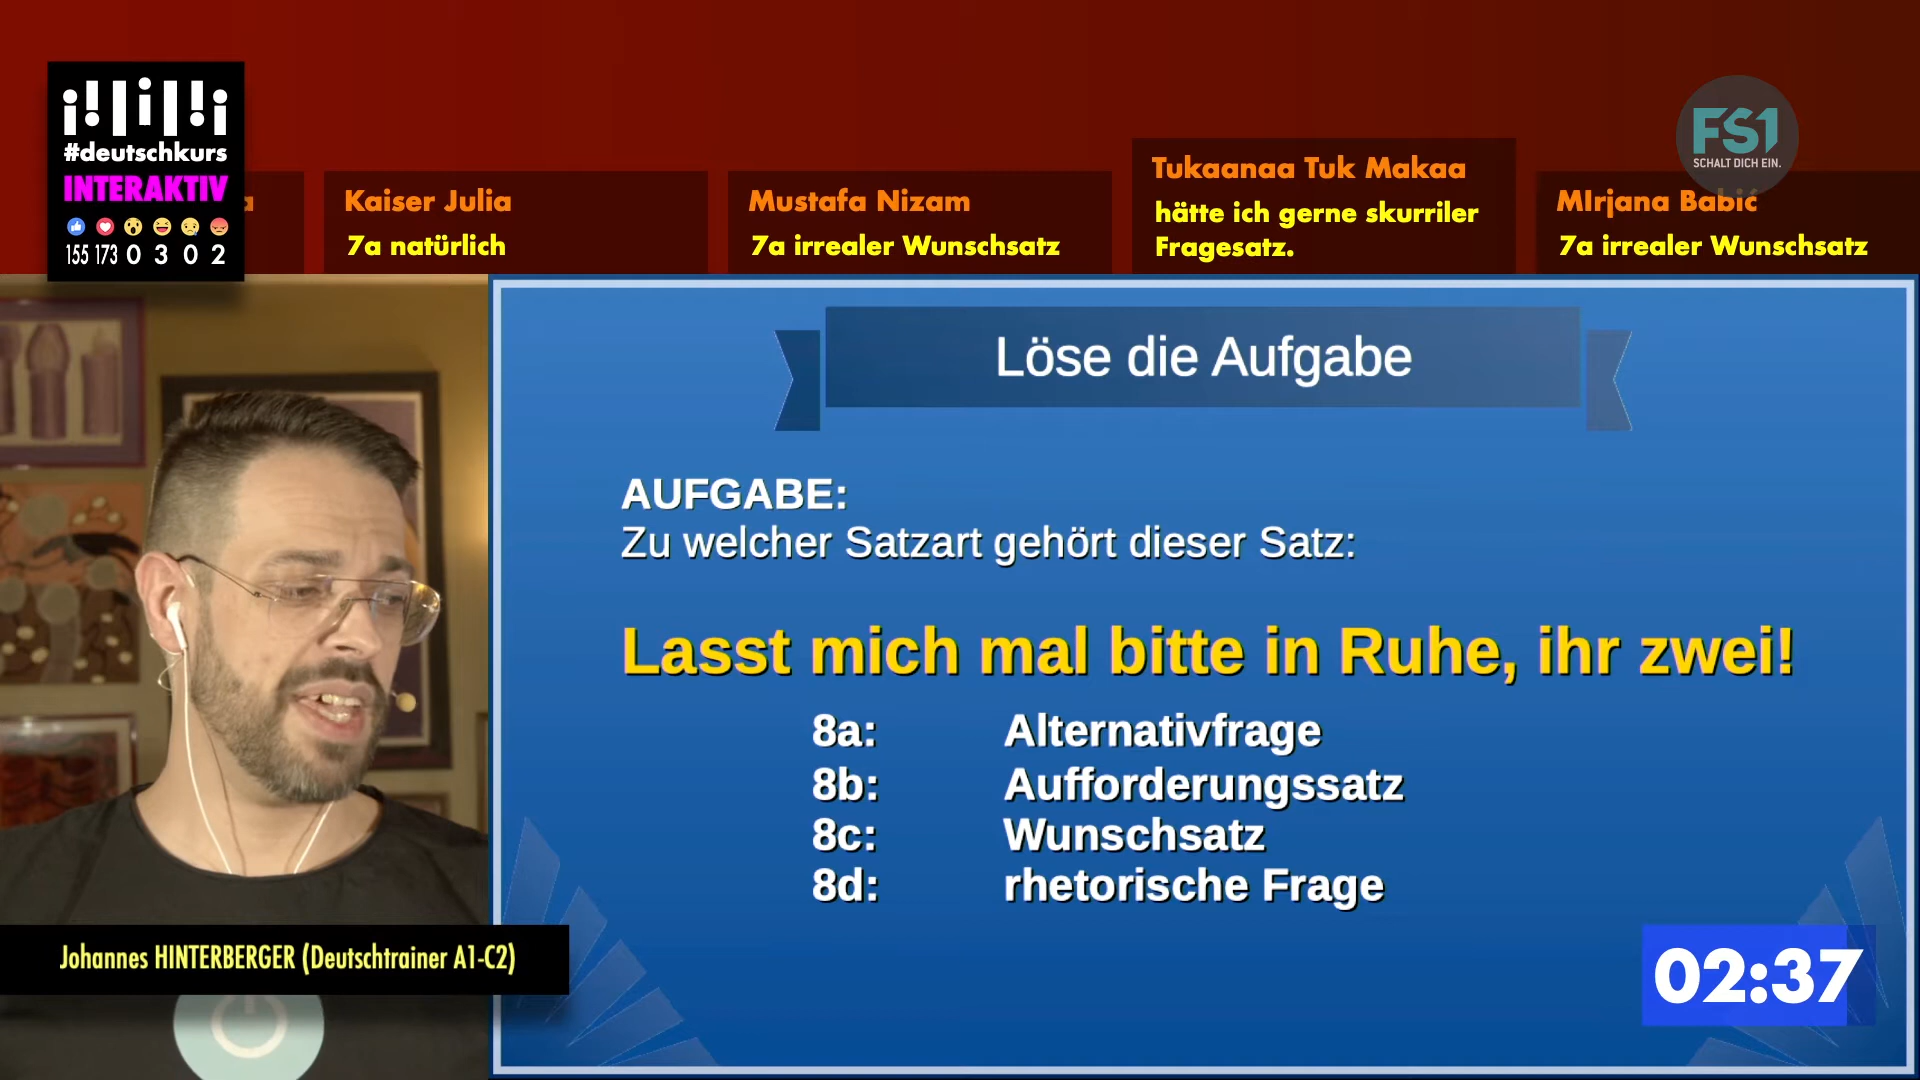 #deutschkurs
INTERAKTIV
155 173 0 3 0 2
a
Kaiser Julia
7a natürlich
Mustafa Nizam
7a irrealer Wunschsatz
Tukaanaa Tuk Makaa
hätte ich gerne skurriler
Fragesatz.
MIrjana Babić
7a irrealer Wunschsatz
FS1
SCHALT DICH EIN.
Löse die Aufgabe
AUFGABE:
Zu welcher Satzart gehört dieser Satz:
Lasst mich mal bitte in Ruhe, ihr zwei!
8a: Alternativfrage
8b: Aufforderungssatz
8c: Wunschsatz
8d: rhetorische Frage
Johannes HINTERBERGER (Deutschtrainer A1-C2)
02:37